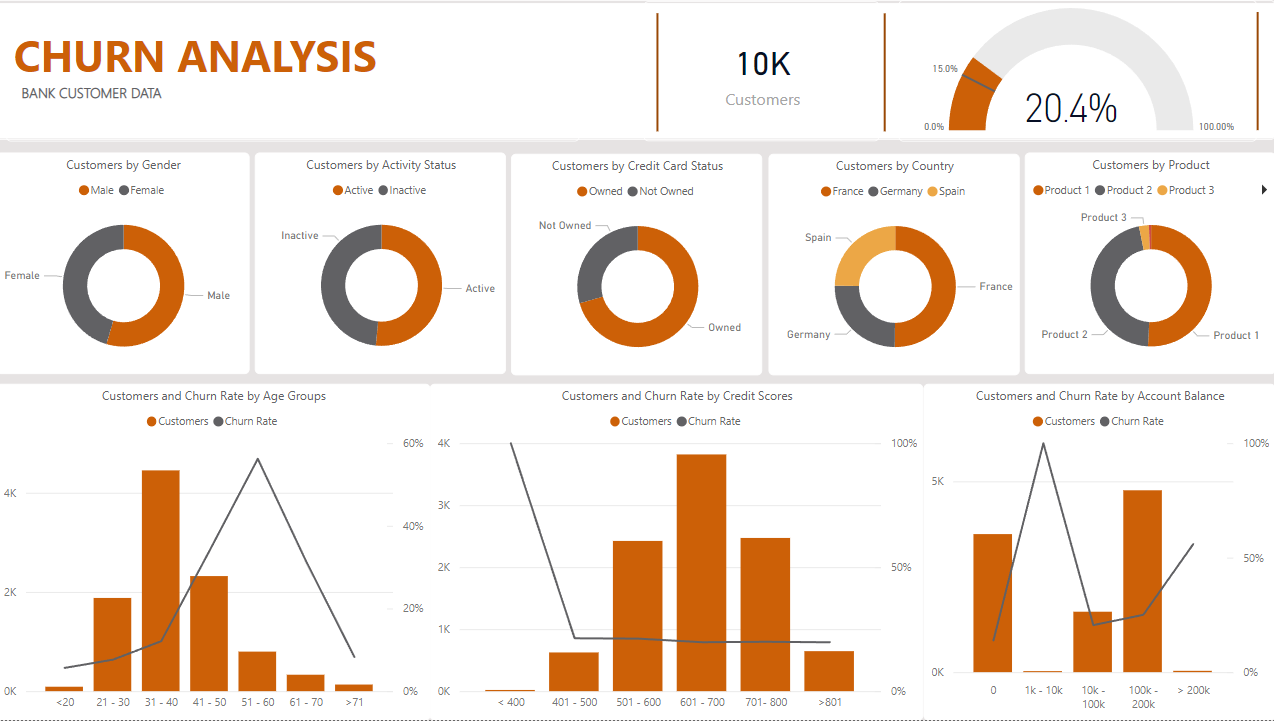 CHURN ANALYSIS
BANK CUSTOMER DATA
10K
Customers
15.0%
0.0%
20.4%
100.00%
Customers by Gender
Male Female
Female
Male
Customers by Activity Status
Active Inactive
Inactive
Active
Customers by Credit Card Status
Owned Not Owned
Not Owned
Owned
Customers by Country
France Germany Spain
Spain
France
Germany
Customers by Product
Product 1 Product 2 Product 3
Product 3
Product 2
Product 1
Customers and Churn Rate by Age Groups
Customers Churn Rate
60%
4K
40%
2K
20%
0K
0%
<20 21 - 30 31 - 40 41 - 50 51 - 60 61 - 70 >71
Customers and Churn Rate by Credit Scores
Customers Churn Rate
4K 100%
3K
2K 50%
1K
0K 0%
< 400 401 - 500 501 - 600 601 - 700 701- 800 >801
Customers and Churn Rate by Account Balance
Customers Churn Rate
100%
5K
50%
0K 0%
0 1k - 10k 10k - 100k - > 200k
100k 200k